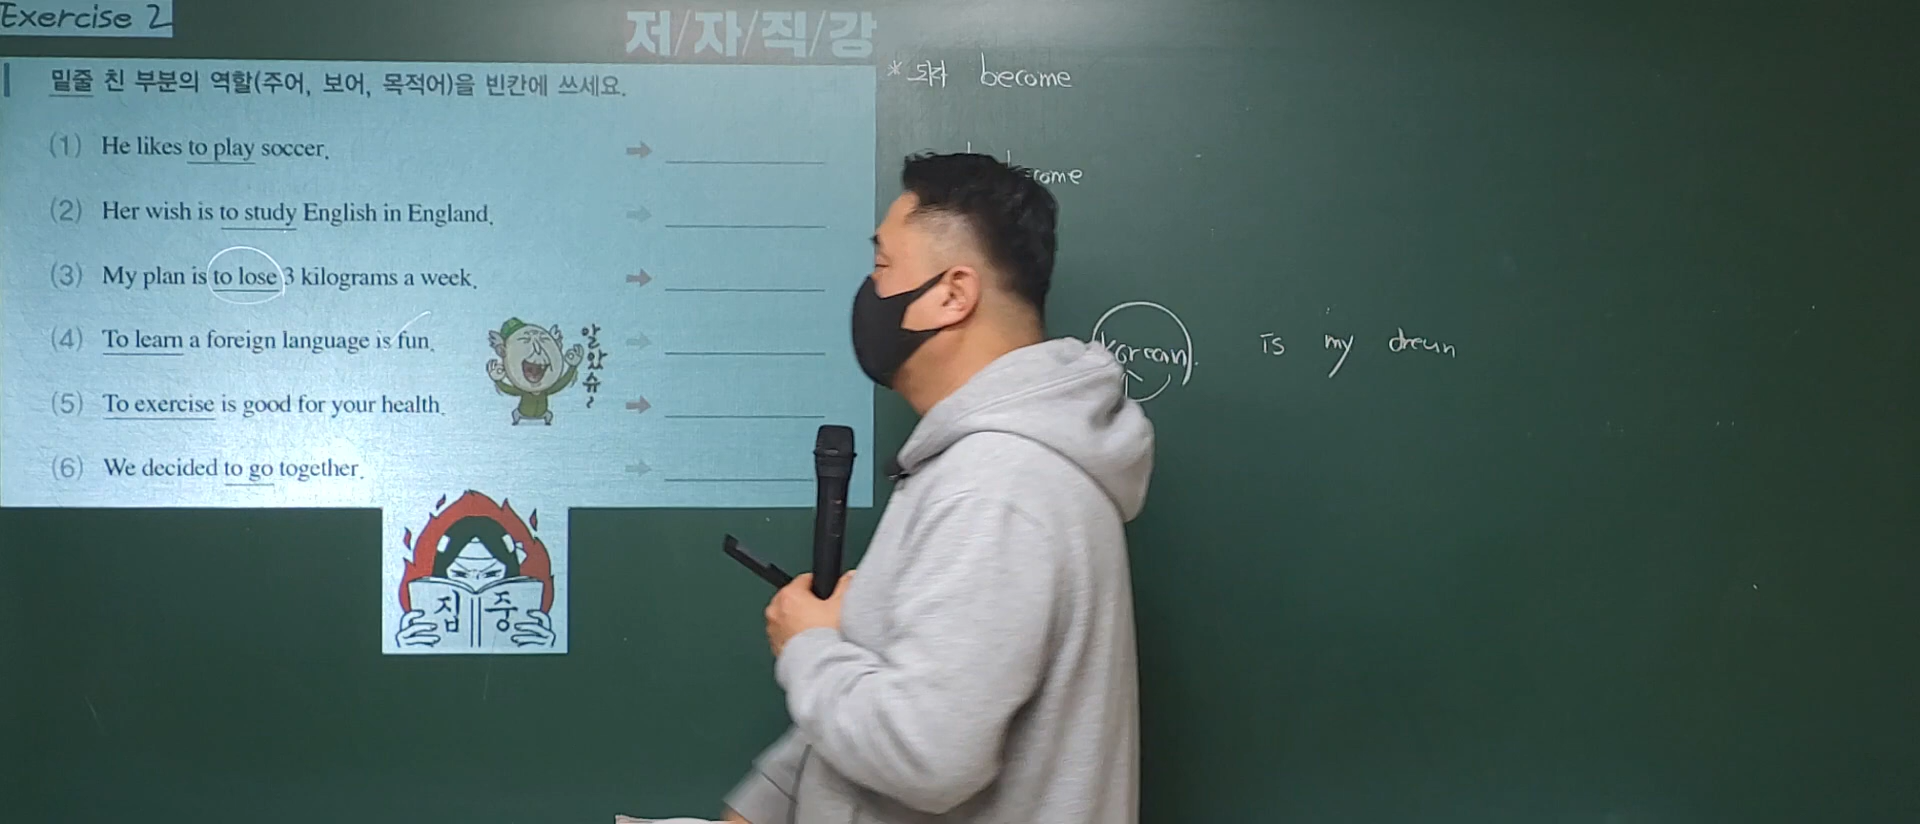 Exercise 2
저/자/직/강
밑줄 친 부분의 역할(주어, 보어, 목적어)을 빈칸에 쓰세요.
(1) He likes to play soccer.
(2) Her wish is to study English in England.
(3) My plan is to lose 3 kilograms a week.
(4) To learn a foreign language is fun.
알았슈~
(5) To exercise is good for your health.
(6) We decided to go together.
집중
* become
korean. is my